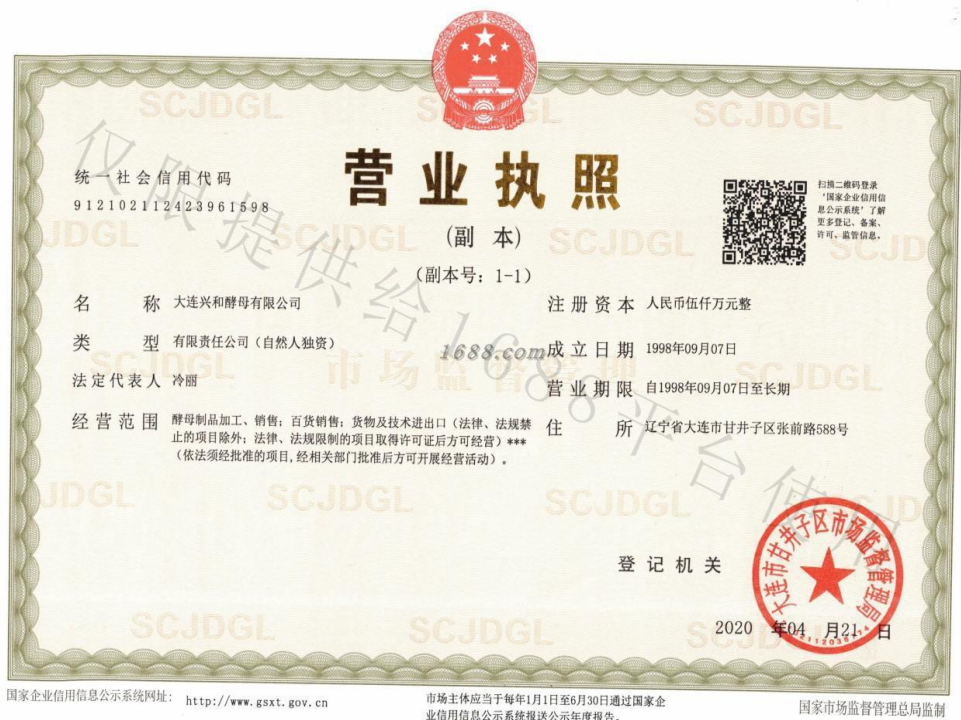 营业执照
(副 本)
(副本号：1-1)
统一社会信用代码
912102112423961598
扫描二维码登录
'国家企业信用信
息公示系统'了解
更多登记、备案、
许可、监管信息。
名 称 大连兴和酵母有限公司
类 型 有限责任公司（自然人独资）
法定代表人 冷丽
经营范围 酵母制品加工、销售；百货销售；货物及技术进出口（法律、法规禁
止的项目除外；法律、法规限制的项目取得许可证后方可经营）***
（依法须经批准的项目,经相关部门批准后方可开展经营活动）。
注册资本 人民币伍仟万元整
成立日期 1998年09月07日
营业期限 自1998年09月07日至长期
住 所 辽宁省大连市甘井子区张前路588号
登记机关
大连市甘井子区市场监督管理局
2020 年04 月21 日
国家企业信用信息公示系统网址： http://www.gsxt.gov.cn
市场主体应当于每年1月1日至6月30日通过国家企
业信用信息公示系统报送公示年度报告。
国家市场监督管理总局监制
仅限提供给1688平台使用
1688.com
SCJDGL
市场监督管理